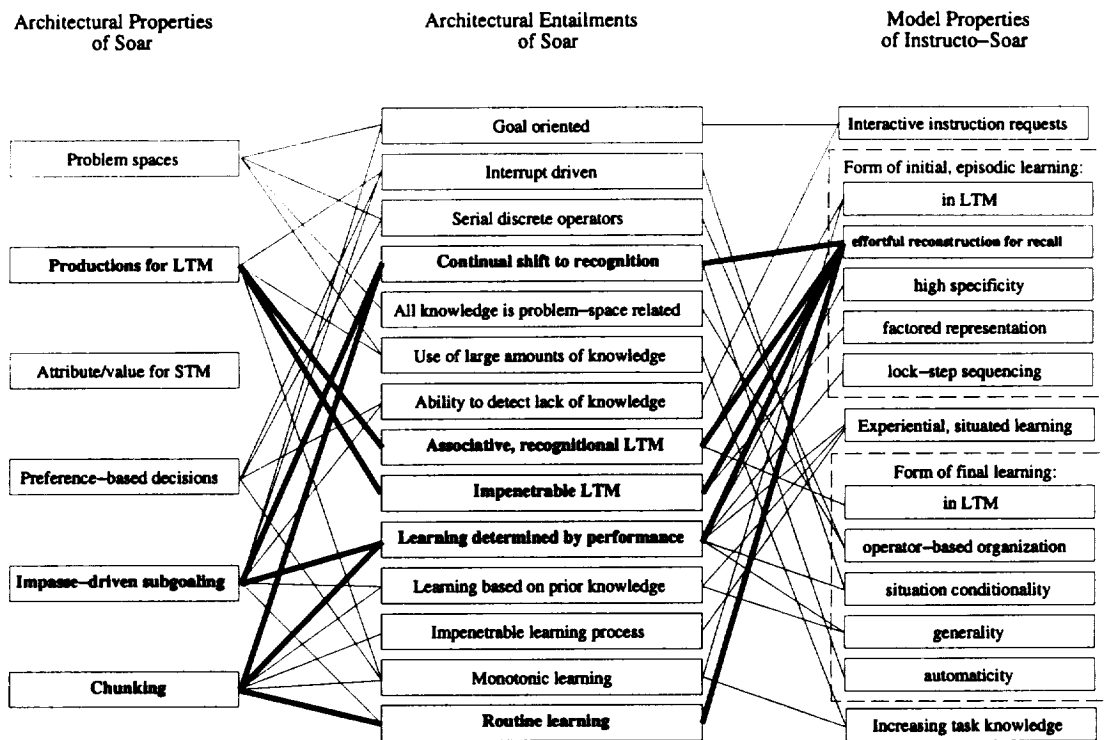 Architectural Properties
of Soar
Architectural Entailments
of Soar
Model Properties
of Instructo–Soar
Problem spaces
Productions for LTM
Attribute/value for STM
Preference–based decisions
Impasse–driven subgoaling
Chunking
Goal oriented
Interrupt driven
Serial discrete operators
Continual shift to recognition
All knowledge is problem–space related
Use of large amounts of knowledge
Ability to detect lack of knowledge
Associative, recognitional LTM
Impenetrable LTM
Learning determined by performance
Learning based on prior knowledge
Impenetrable learning process
Monotonic learning
Routine learning
Interactive instruction requests
Form of initial, episodic learning:
in LTM
effortful reconstruction for recall
high specificity
factored representation
lock–step sequencing
Experiential, situated learning
Form of final learning:
in LTM
operator–based organization
situation conditionality
generality
automaticity
Increasing task knowledge